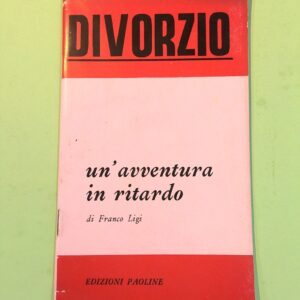 DIVORZIO
un'avventura
in ritardo
di Franco Ligi
EDIZIONI PAOLINE